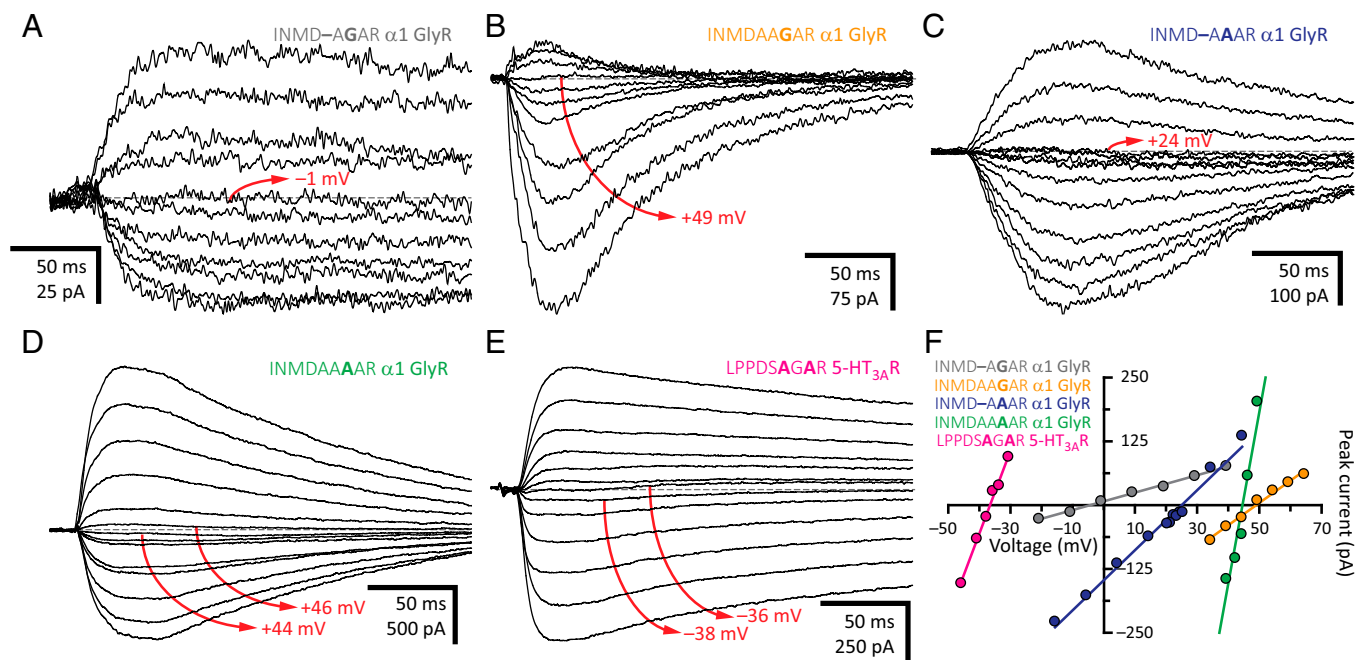 A
INMD–AGAR α1 GlyR
–1 mV
50 ms
25 pA
B
INMDAAGAR α1 GlyR
+49 mV
50 ms
75 pA
C
INMD–AAAR α1 GlyR
+24 mV
50 ms
100 pA
D
INMDAAAAR α1 GlyR
+46 mV
+44 mV
50 ms
500 pA
E
LPPDSAGAR 5-HT3AR
–36 mV
–38 mV
50 ms
250 pA
F
INMD–AGAR α1 GlyR
INMDAAGAR α1 GlyR
INMD–AAAR α1 GlyR
INMDAAAAR α1 GlyR
LPPDSAGAR 5-HT3AR
250
125
−50 −30 10 30 50 70
Voltage (mV)
−125
−250
Peak current (pA)